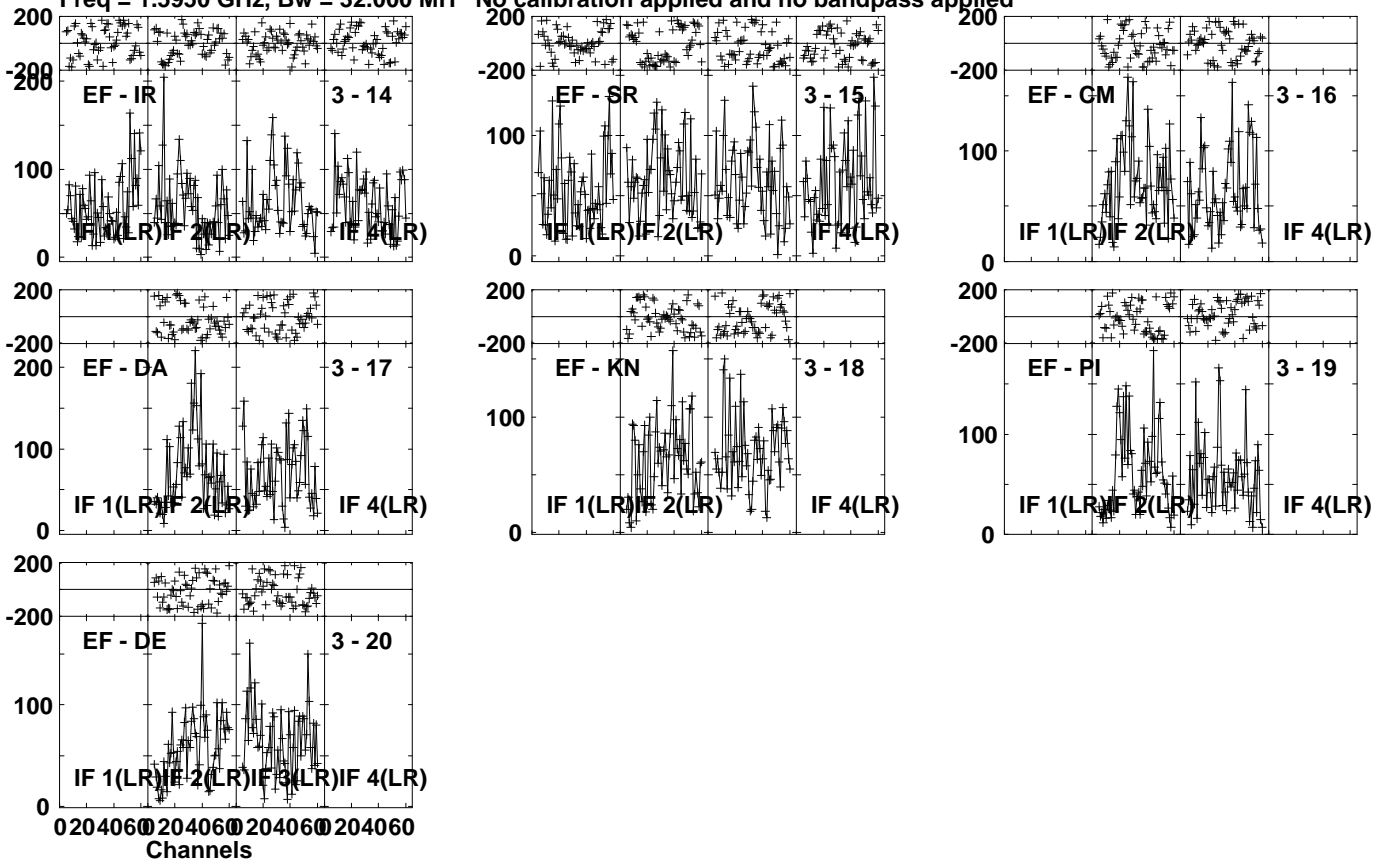 Freq = 1.5950 GHz, Bw = 32.000 MH No calibration applied and no bandpass applied
200
-200
200
100
0
EF - IR
3 - 14
IF 1(LR) IF 2(LR) IF 4(LR)
200
-200
100
0
EF - SR
3 - 15
IF 1(LR) IF 2(LR) IF 4(LR)
200
-200
100
0
EF - CM
3 - 16
IF 1(LR) IF 2(LR) IF 4(LR)
200
-200
200
100
0
EF - DA
3 - 17
IF 1(LR) IF 2(LR) IF 4(LR)
200
-200
100
0
EF - KN
3 - 18
IF 1(LR) IF 2(LR) IF 4(LR)
200
-200
100
0
EF - PI
3 - 19
IF 1(LR) IF 2(LR) IF 4(LR)
200
-200
100
0
EF - DE
3 - 20
IF 1(LR) IF 2(LR) IF 3(LR) IF 4(LR)
0 20 40 60 0 20 40 60 0 20 40 60 0 20 40 60
Channels